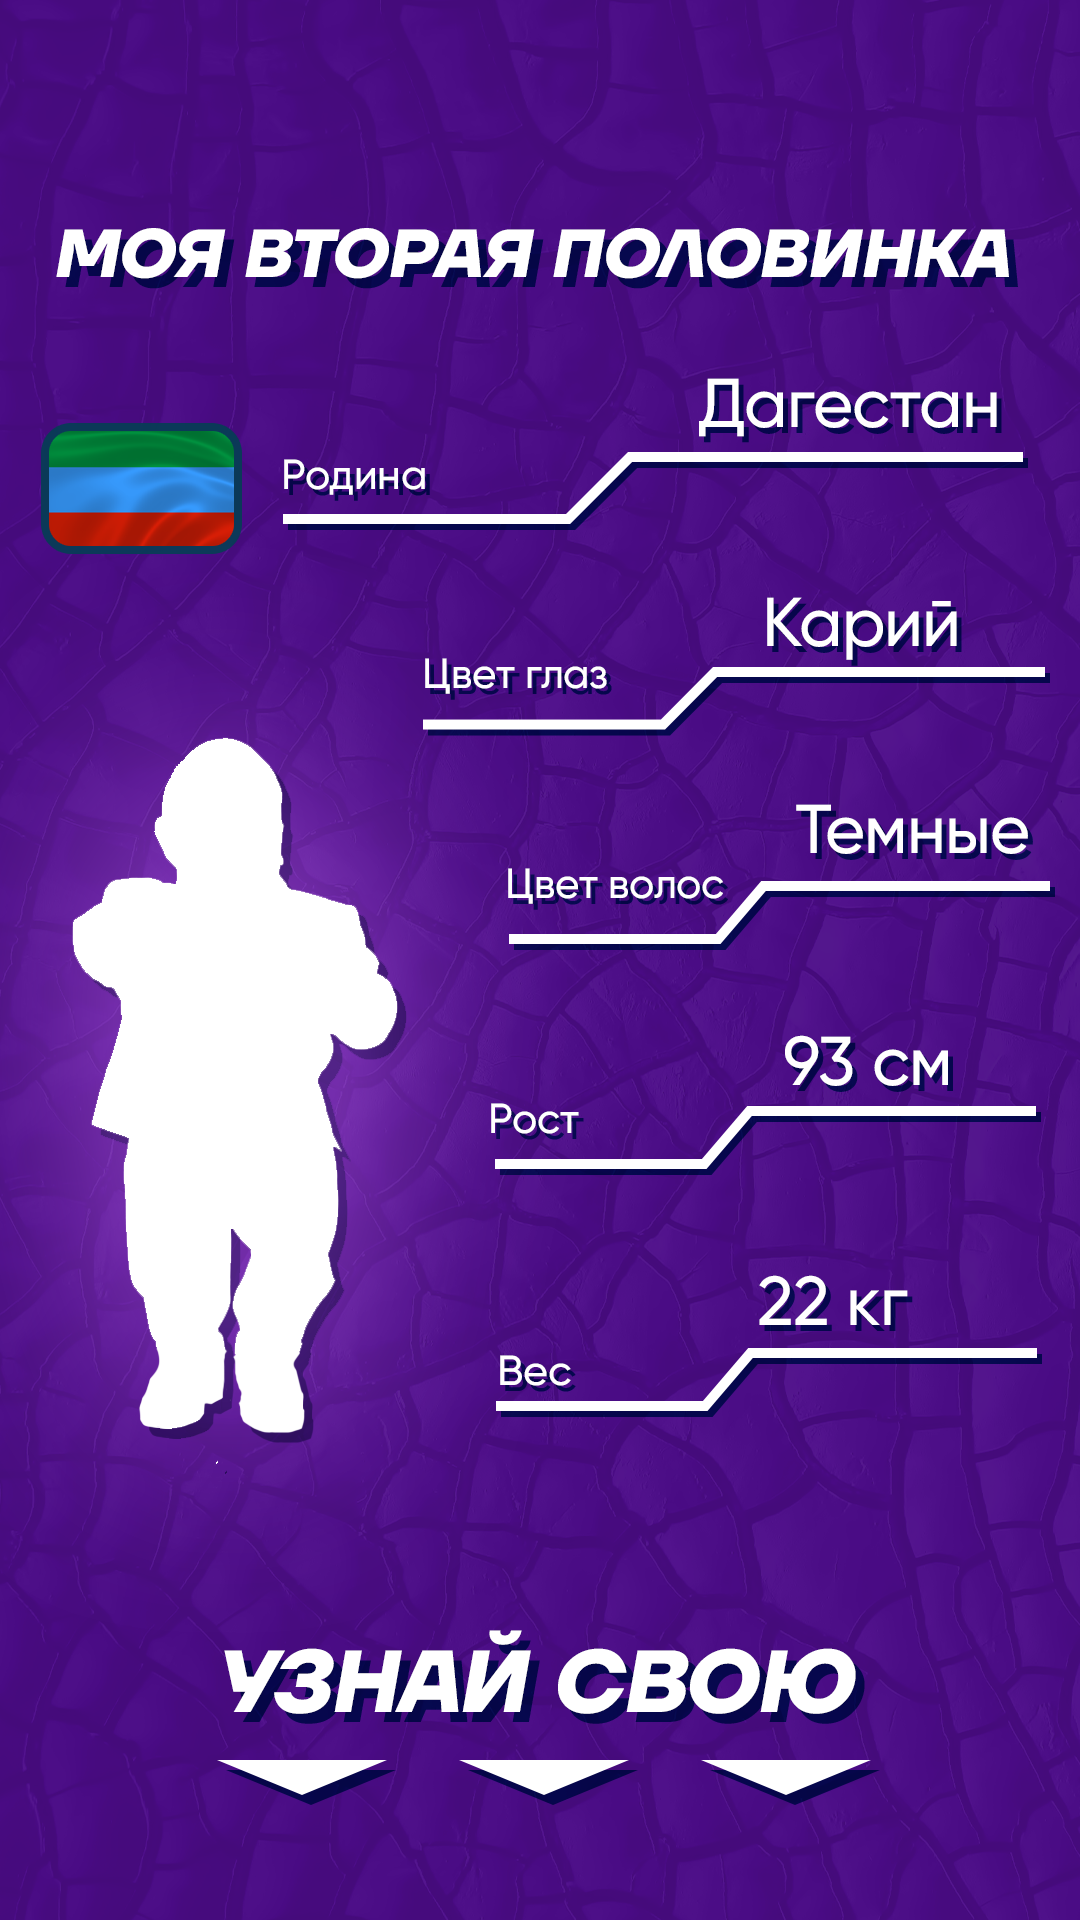 МОЯ ВТОРАЯ ПОЛОВИНКА
Дагестан
Родина
Карий
Цвет глаз
Темные
Цвет волос
93 см
Рост
22 кг
Вес
УЗНАЙ СВОЮ